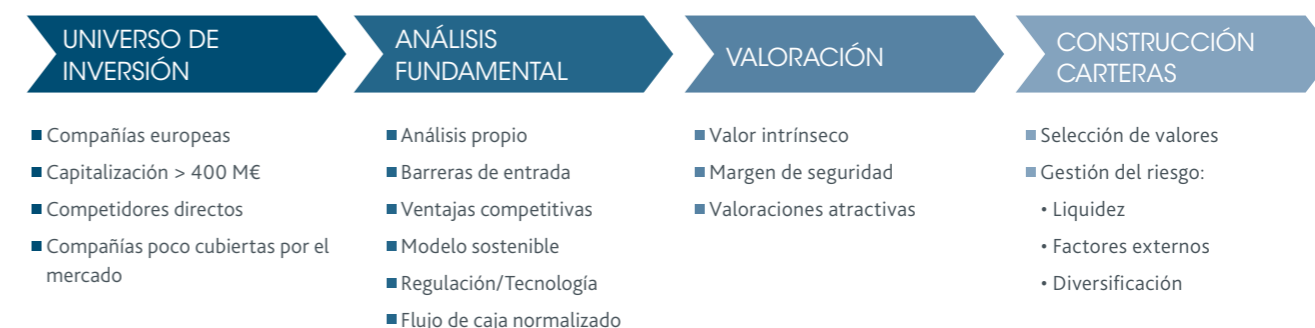 UNIVERSO DE
INVERSIÓN
■ Compañías europeas
■ Capitalización > 400 M€
■ Competidores directos
■ Compañías poco cubiertas por el
mercado
ANÁLISIS
FUNDAMENTAL
■ Análisis propio
■ Barreras de entrada
■ Ventajas competitivas
■ Modelo sostenible
■ Regulación/Tecnología
■ Flujo de caja normalizado
VALORACIÓN
■ Valor intrínseco
■ Margen de seguridad
■ Valoraciones atractivas
CONSTRUCCIÓN
CARTERAS
■ Selección de valores
■ Gestión del riesgo:
• Liquidez
• Factores externos
• Diversificación